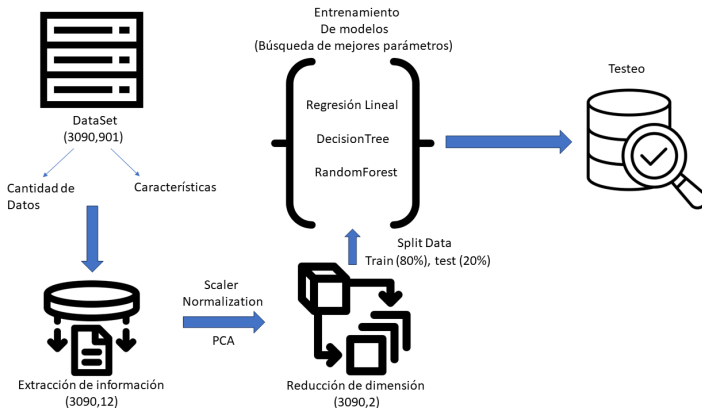 DataSet
(3090,901)
Cantidad de
Datos
Características
Extracción de información
(3090,12)
Scaler
Normalization
PCA
Reducción de dimensión
(3090,2)
Split Data
Train (80%), test (20%)
Entrenamiento
De modelos
(Búsqueda de mejores parámetros)
Regresión Lineal
DecisionTree
RandomForest
Testeo